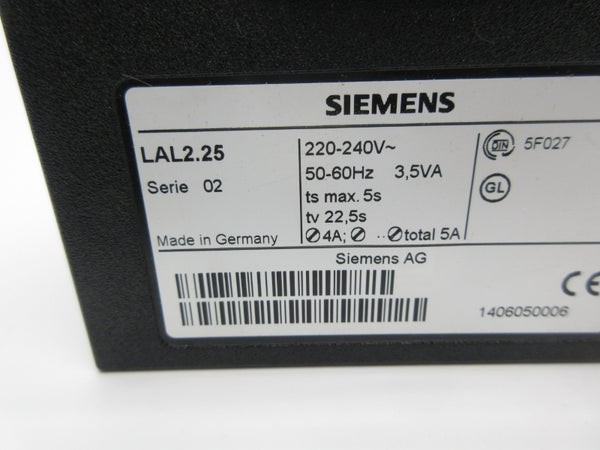 SIEMENS
LAL2.25
Serie 02
Made in Germany
220-240V~
50-60Hz 3,5VA
ts max. 5s
tv 22,5s
⊘4A; ⊘ ··⊘total 5A
DIN 5F027
GL
Siemens AG
CE
1406050006